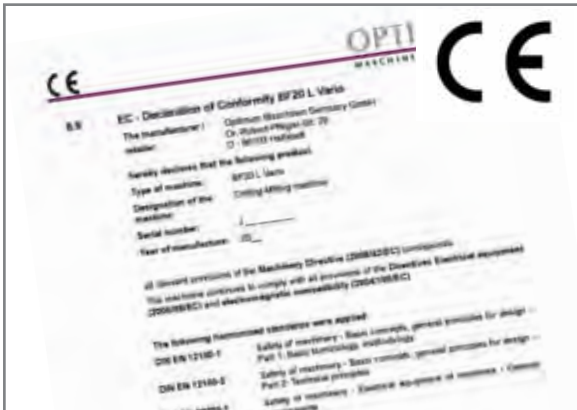 CE
OPTI
MASCHINE
CE
8.9 EC - Declaration of Conformity BF20 L Vario
The manufacturer / Optimum Maschinen Germany GmbH
retailer: Dr.-Robert-Pfleger-Str. 26
D - 96103 Hallstadt
hereby declares that the following product
Type of machine: BF20 L Vario
Designation of the Drilling-Milling machine
machine:
Serial number:
Year of manufacture: 20__
all relevant provisions of the Machinery Directive (2006/42/EC) corresponds.
The machine continues to comply with all provisions of the Directives Electrical equipment
(2006/95/EC) and electromagnetic compatibility (2004/108/EC)
The following harmonized standards were applied
DIN EN 12100-1 Safety of machinery - Basic concepts, general principles for design
Part 1: Basic terminology, methodology
DIN EN 12100-2 Safety of machinery - Basic concepts, general principles for design
Part 2: Technical principles
Safety of machinery - Electrical equipment of machines - General